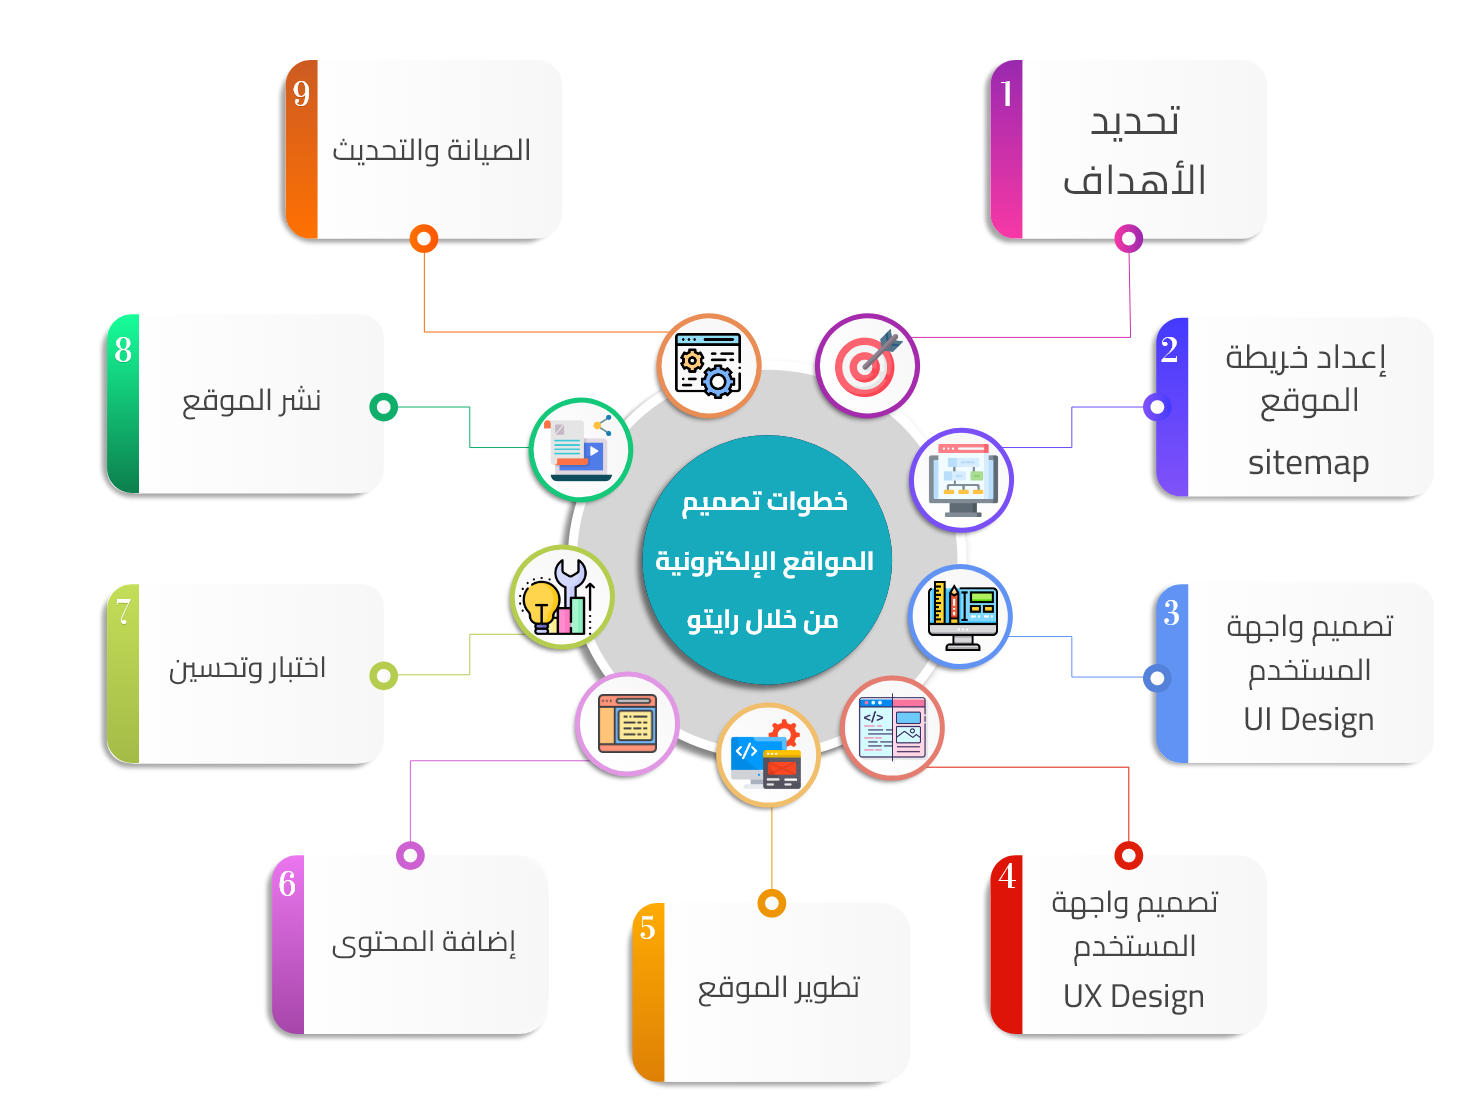 خطوات تصميم
المواقع الإلكترونية
من خلال رايتو
1
تحديد
الأهداف
2
إعداد خريطة
الموقع
sitemap
3
تصميم واجهة
المستخدم
UI Design
4
تصميم واجهة
المستخدم
UX Design
5
تطوير الموقع
6
إضافة المحتوى
7
اختبار وتحسين
8
نشر الموقع
9
الصيانة والتحديث